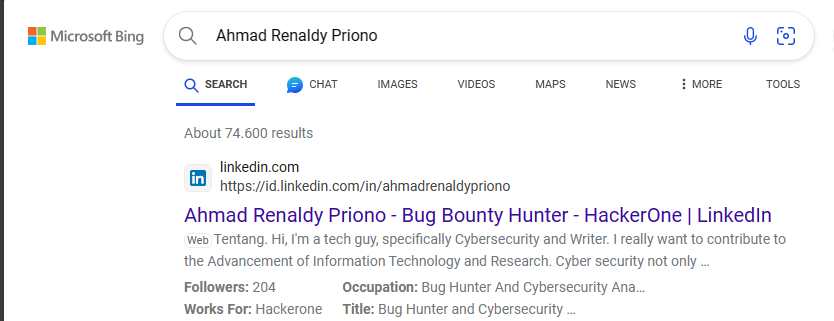 Microsoft Bing
Ahmad Renaldy Priono
SEARCH CHAT IMAGES VIDEOS MAPS NEWS MORE TOOLS
About 74.600 results
linkedin.com
https://id.linkedin.com/in/ahmadrenaldypriono
Ahmad Renaldy Priono - Bug Bounty Hunter - HackerOne | LinkedIn
Web Tentang. Hi, I'm a tech guy, specifically Cybersecurity and Writer. I really want to contribute to
the Advancement of Information Technology and Research. Cyber security not only …
Followers: 204 Occupation: Bug Hunter And Cybersecurity Ana…
Works For: Hackerone Title: Bug Hunter and Cybersecurity …